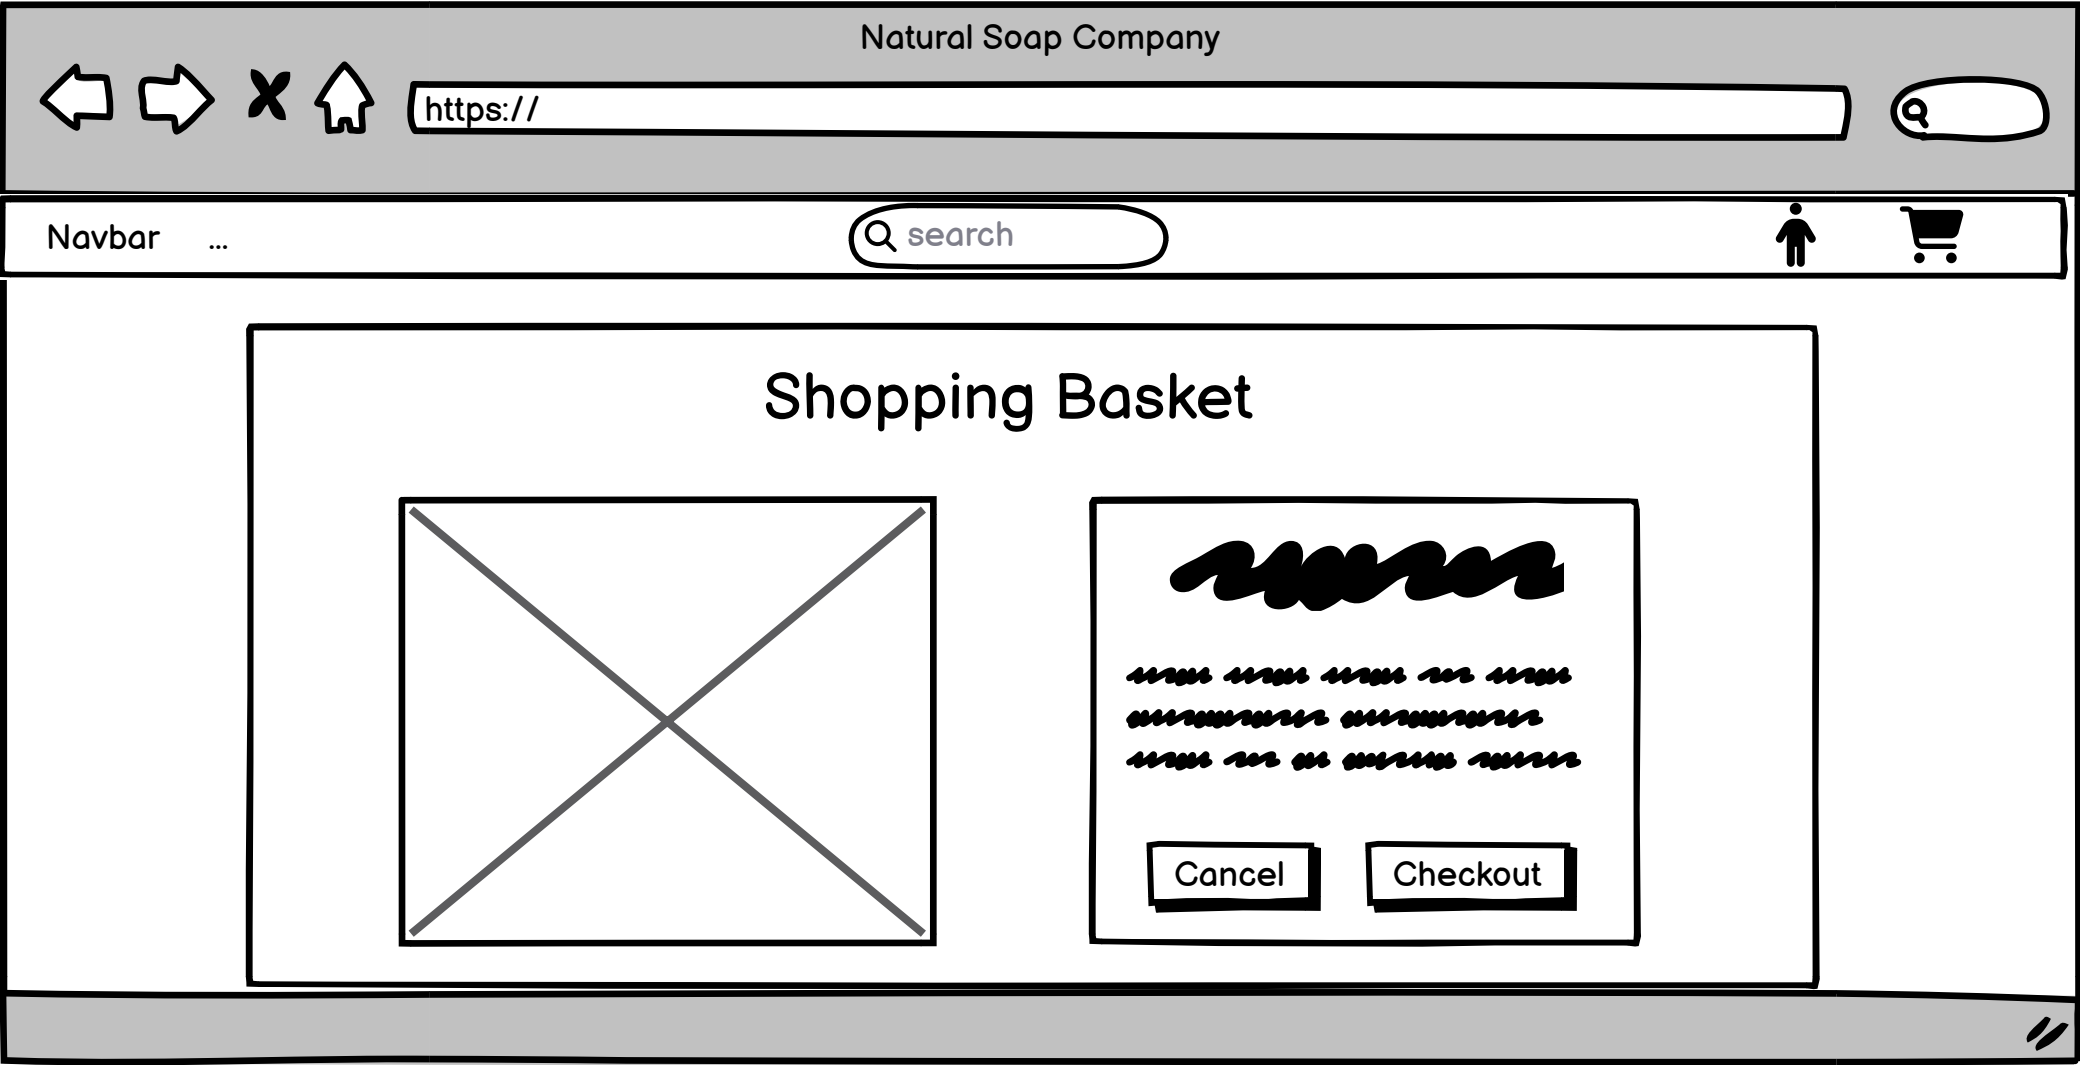 Natural Soap Company
https://
Navbar ...
search
Shopping Basket
Cancel
Checkout